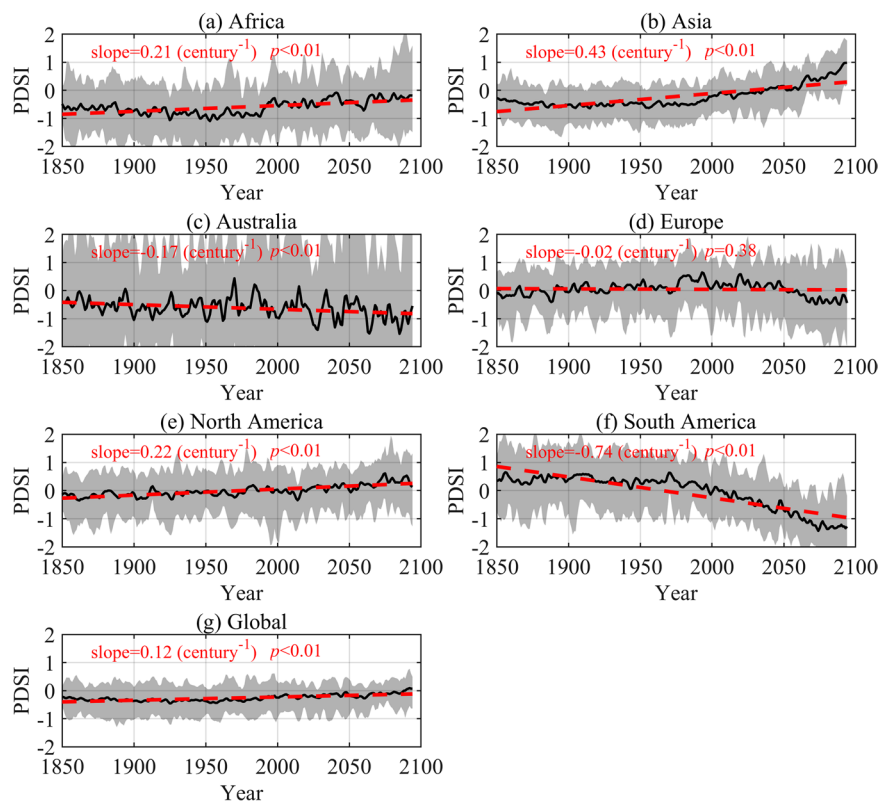 (a) Africa
slope=0.21 (century⁻¹) p<0.01
PDSI
2
1
0
-1
-2
1850 1900 1950 2000 2050 2100
Year
(b) Asia
slope=0.43 (century⁻¹) p<0.01
PDSI
2
1
0
-1
-2
1850 1900 1950 2000 2050 2100
Year
(c) Australia
slope=-0.17 (century⁻¹) p<0.01
PDSI
2
1
0
-1
-2
1850 1900 1950 2000 2050 2100
Year
(d) Europe
slope=-0.02 (century⁻¹) p=0.38
PDSI
2
1
0
-1
-2
1850 1900 1950 2000 2050 2100
Year
(e) North America
slope=0.22 (century⁻¹) p<0.01
PDSI
2
1
0
-1
-2
1850 1900 1950 2000 2050 2100
Year
(f) South America
slope=-0.74 (century⁻¹) p<0.01
PDSI
2
1
0
-1
-2
1850 1900 1950 2000 2050 2100
Year
(g) Global
slope=0.12 (century⁻¹) p<0.01
PDSI
2
1
0
-1
-2
1850 1900 1950 2000 2050 2100
Year